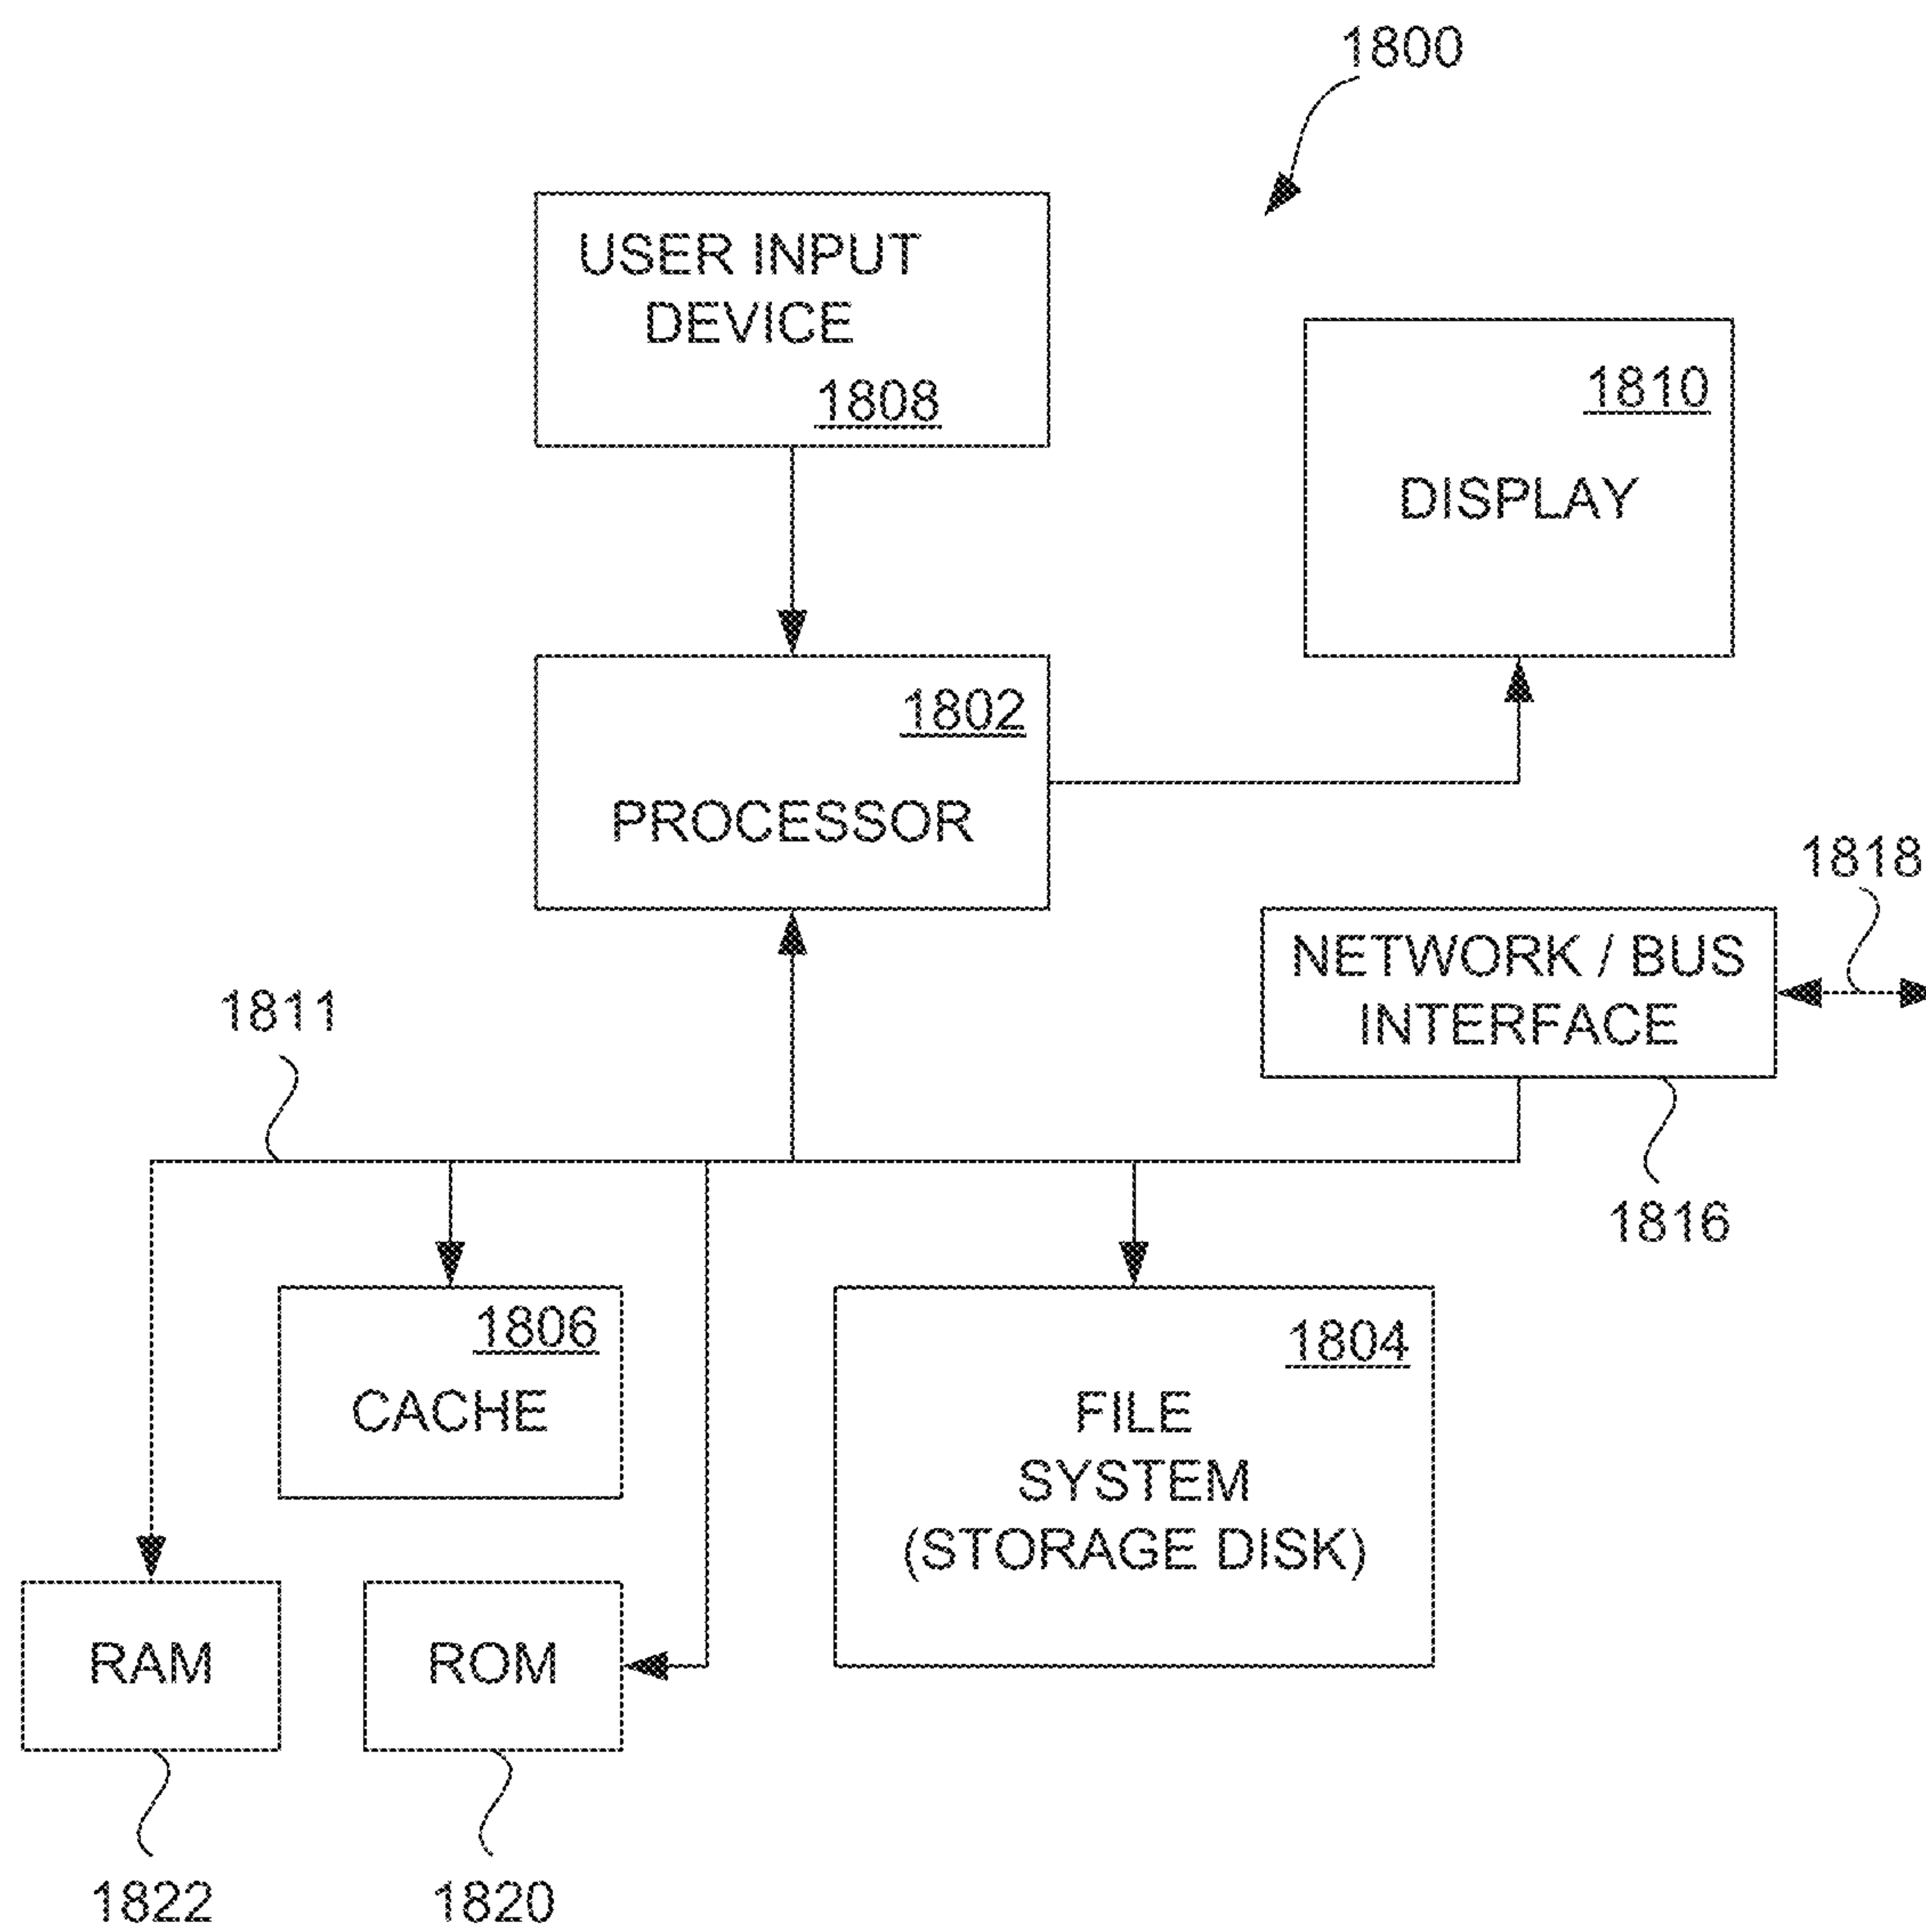 1800
USER INPUT
DEVICE
1808
1810
DISPLAY
1802
PROCESSOR
1818
NETWORK / BUS
INTERFACE
1811
1816
1806
CACHE
1804
FILE
SYSTEM
(STORAGE DISK)
RAM
ROM
1822
1820